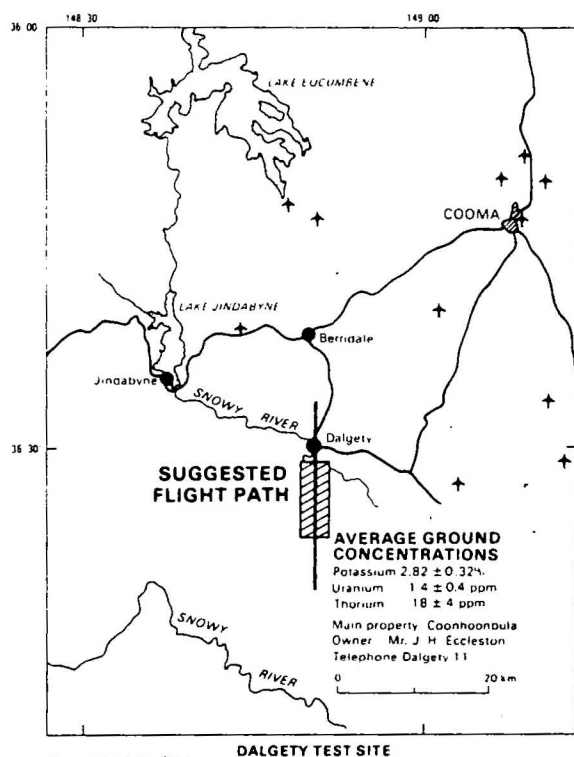 148 30
149 00
36 00
LAKE EUCUMBENE
COOMA
LAKE JINDABYNE
Berridale
Jindabyne
SNOWY RIVER
Dalgety
36 30
SUGGESTED
FLIGHT PATH
AVERAGE GROUND
CONCENTRATIONS
Potassium 2.82 ± 0.32%
Uranium 1.4 ± 0.4 ppm
Thorium 18 ± 4 ppm
Main property Coonhoonbula
Owner Mr. J H Eccleston
Telephone Dalgety 11
0 20 km
SNOWY
RIVER
DALGETY TEST SITE